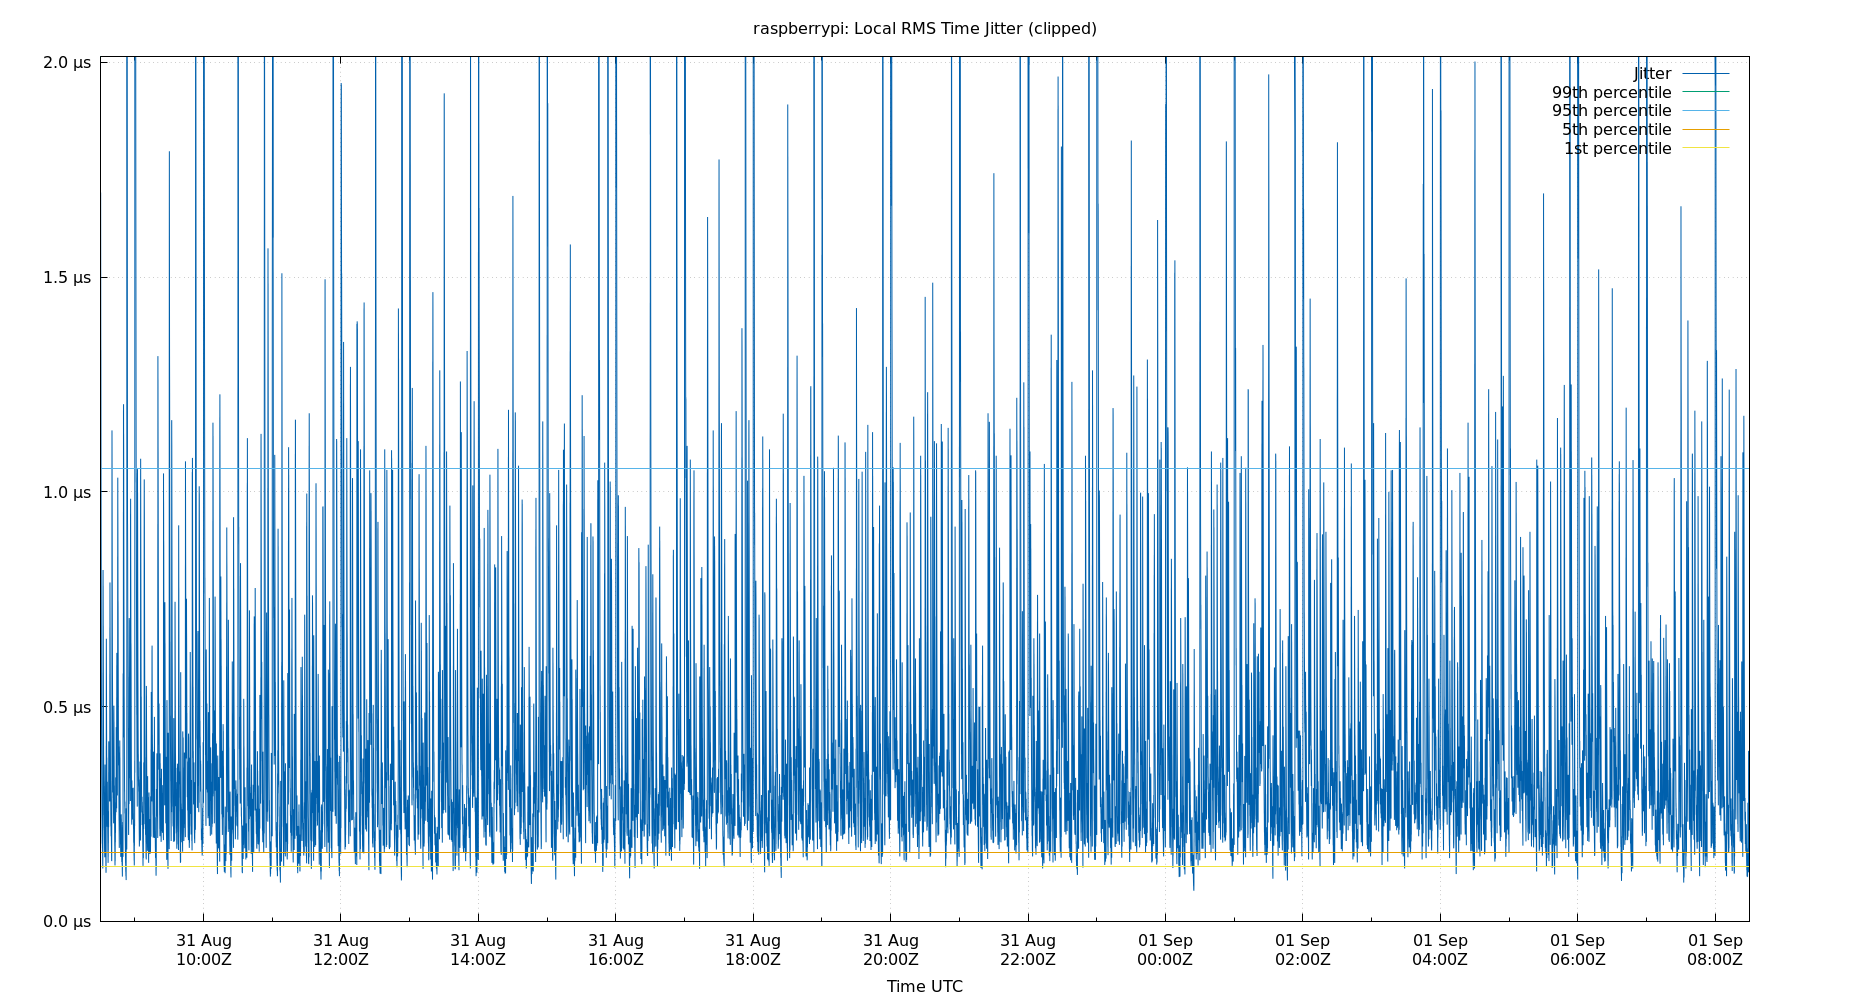 raspberrypi: Local RMS Time Jitter (clipped)
2.0 µs
1.5 µs
1.0 µs
0.5 µs
0.0 µs
Jitter
99th percentile
95th percentile
5th percentile
1st percentile
31 Aug 31 Aug 31 Aug 31 Aug 31 Aug 31 Aug 31 Aug 01 Sep 01 Sep 01 Sep 01 Sep 01 Sep
10:00Z 12:00Z 14:00Z 16:00Z 18:00Z 20:00Z 22:00Z 00:00Z 02:00Z 04:00Z 06:00Z 08:00Z
Time UTC